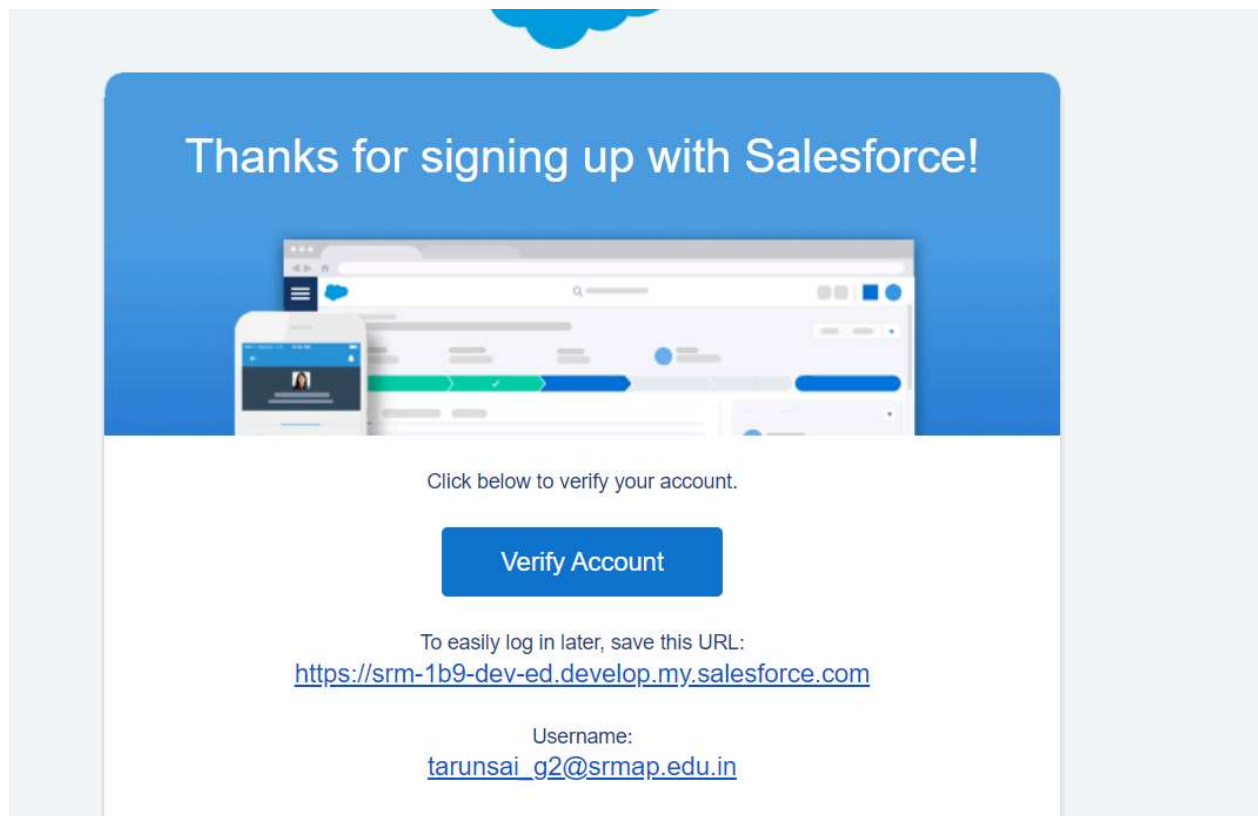 Thanks for signing up with Salesforce!
Click below to verify your account.
Verify Account
To easily log in later, save this URL:
https://srm-1b9-dev-ed.develop.my.salesforce.com
Username:
tarunsai_g2@srmap.edu.in